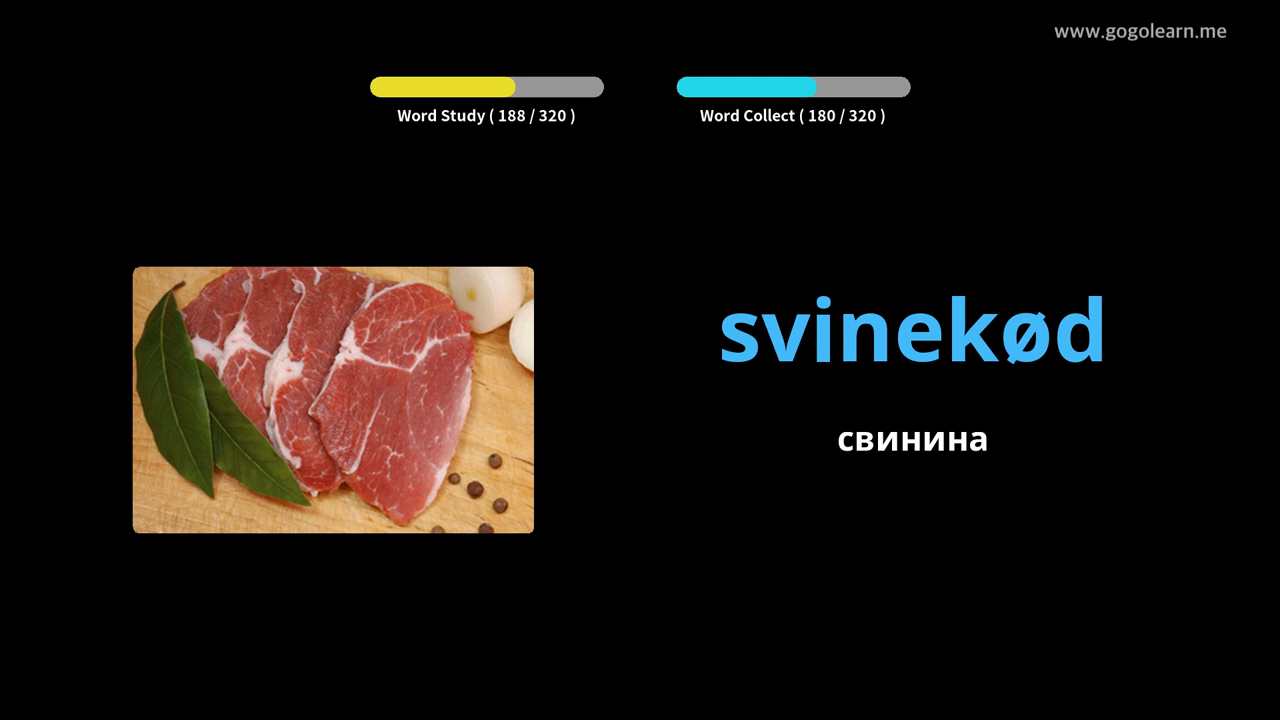 www.gogolearn.me
Word Study ( 188 / 320 )
Word Collect ( 180 / 320 )
svinekød
свинина